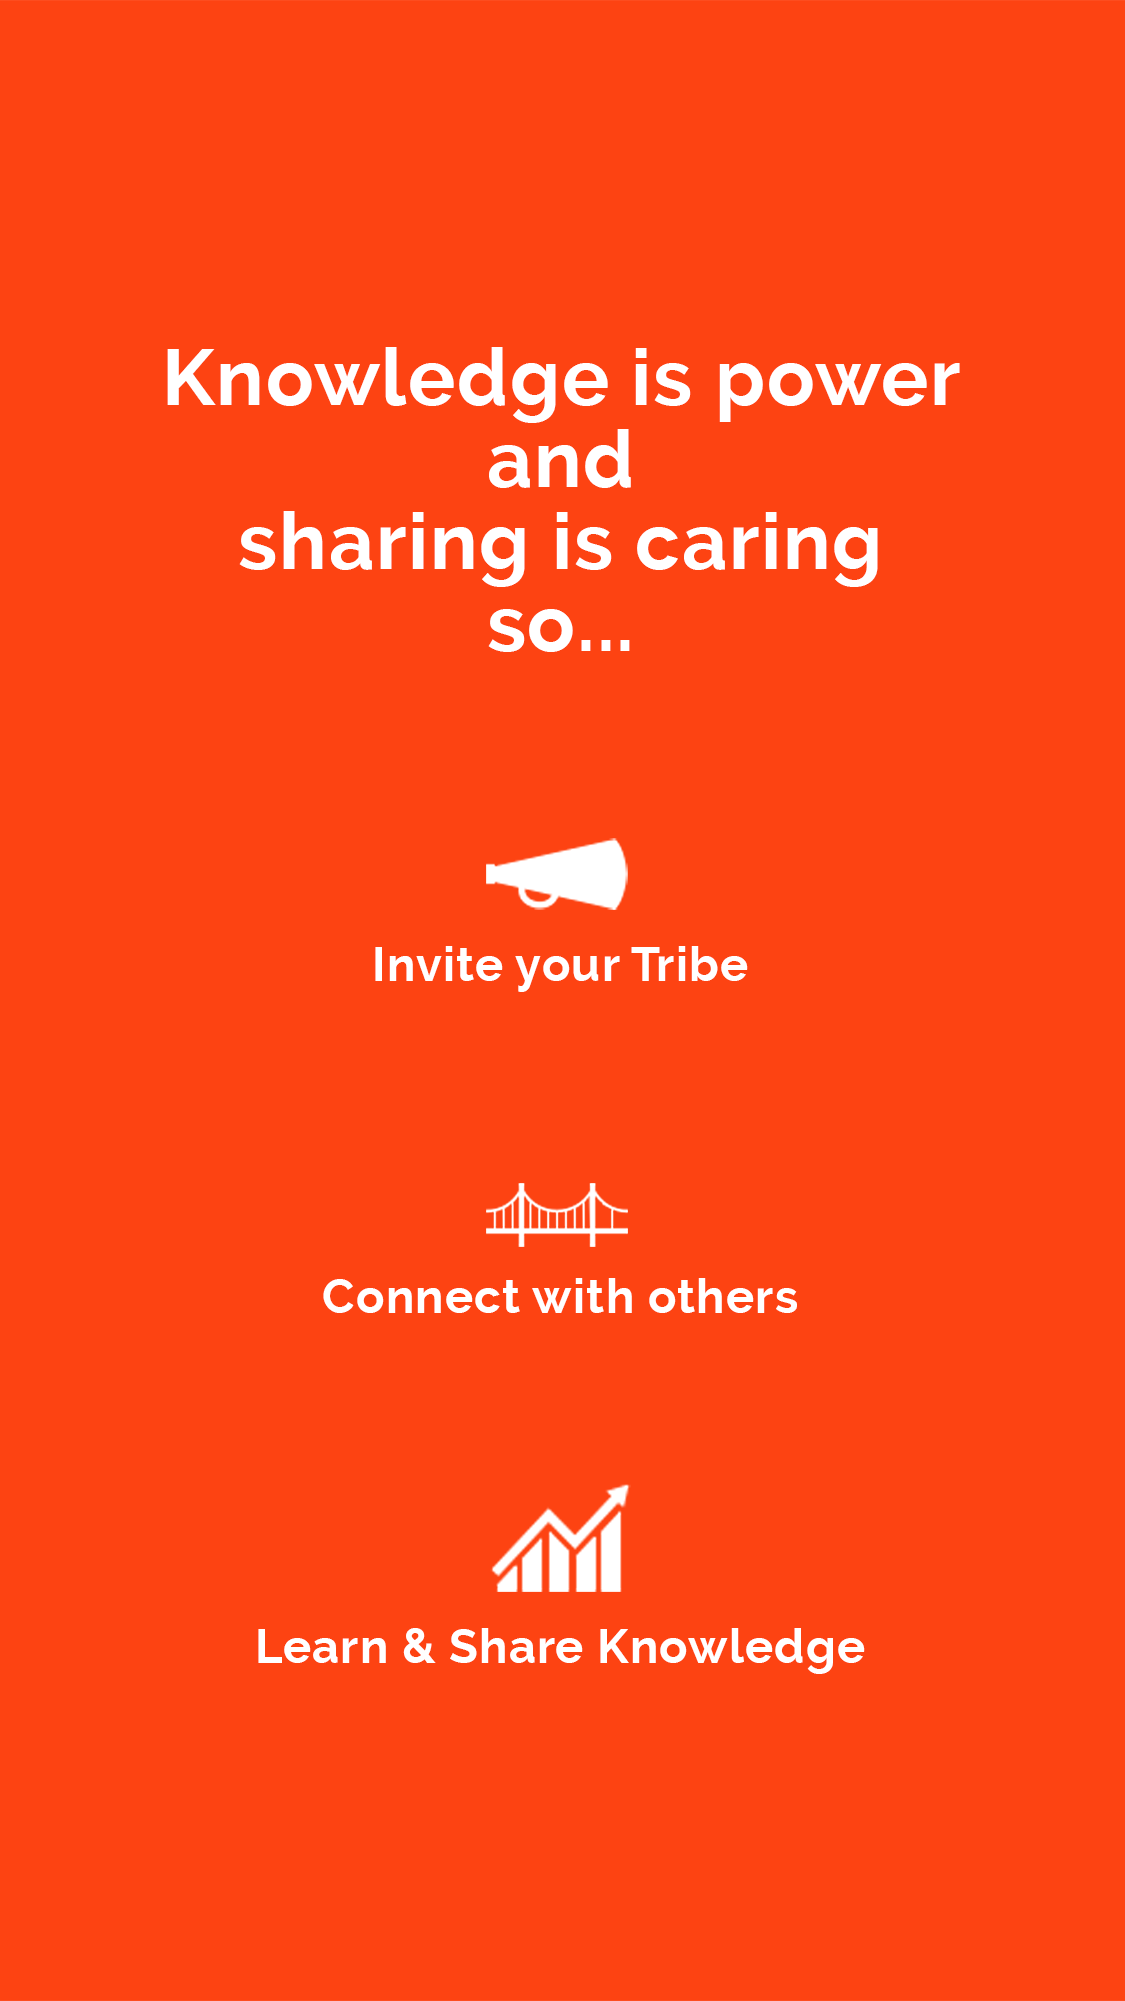 Knowledge is power
and
sharing is caring
so...
Invite your Tribe
Connect with others
Learn & Share Knowledge